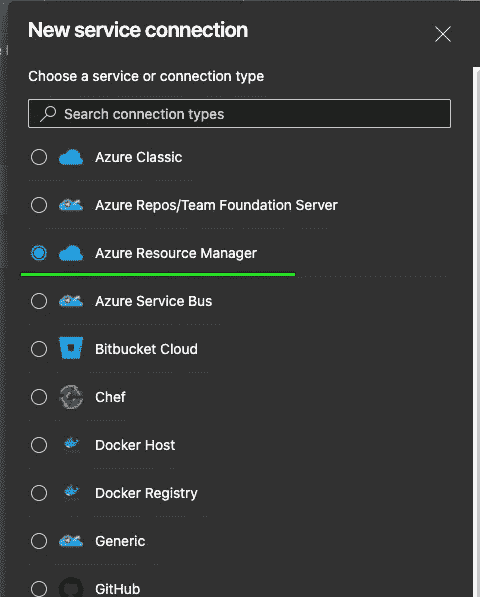 New service connection
Choose a service or connection type
Search connection types
Azure Classic
Azure Repos/Team Foundation Server
Azure Resource Manager
Azure Service Bus
Bitbucket Cloud
Chef
Docker Host
Docker Registry
Generic
GitHub